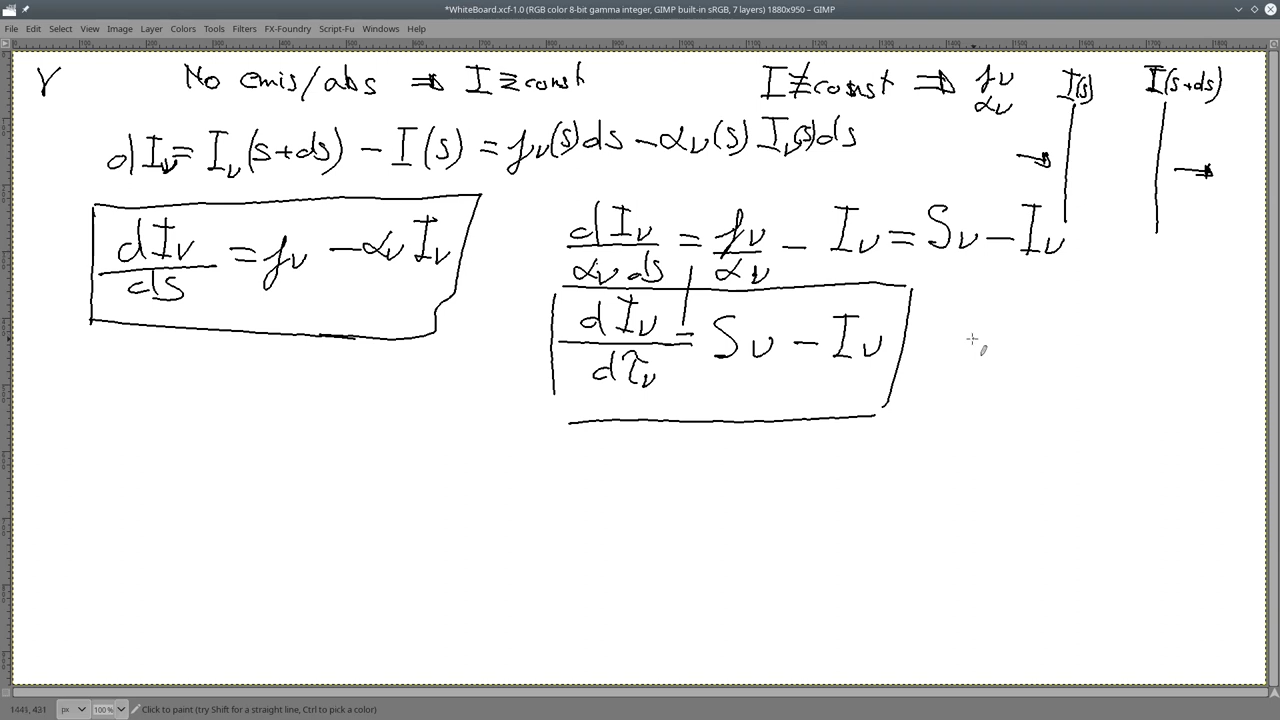 *WhiteBoard.xcf-1.0 (RGB color 8-bit gamma integer, GIMP built-in sRGB, 7 layers) 1880x950 – GIMP
File Edit Select View Image Layer Colors Tools Filters FX-Foundry Script-Fu Windows Help
γ No emis/abs ⇒ I ≡ const I ≢ const ⇒ jν αν I(s) I(s+ds)
dIν = Iν(s+ds) − I(s) = jν(s)ds − αν(s) Iν(s)ds
dIν/ds = jν − αν Iν
dIν/αν ds = jν/αν − Iν = Sν − Iν
dIν/dτν = Sν − Iν
1441, 431 px 100 % Click to paint (try Shift for a straight line, Ctrl to pick a color)